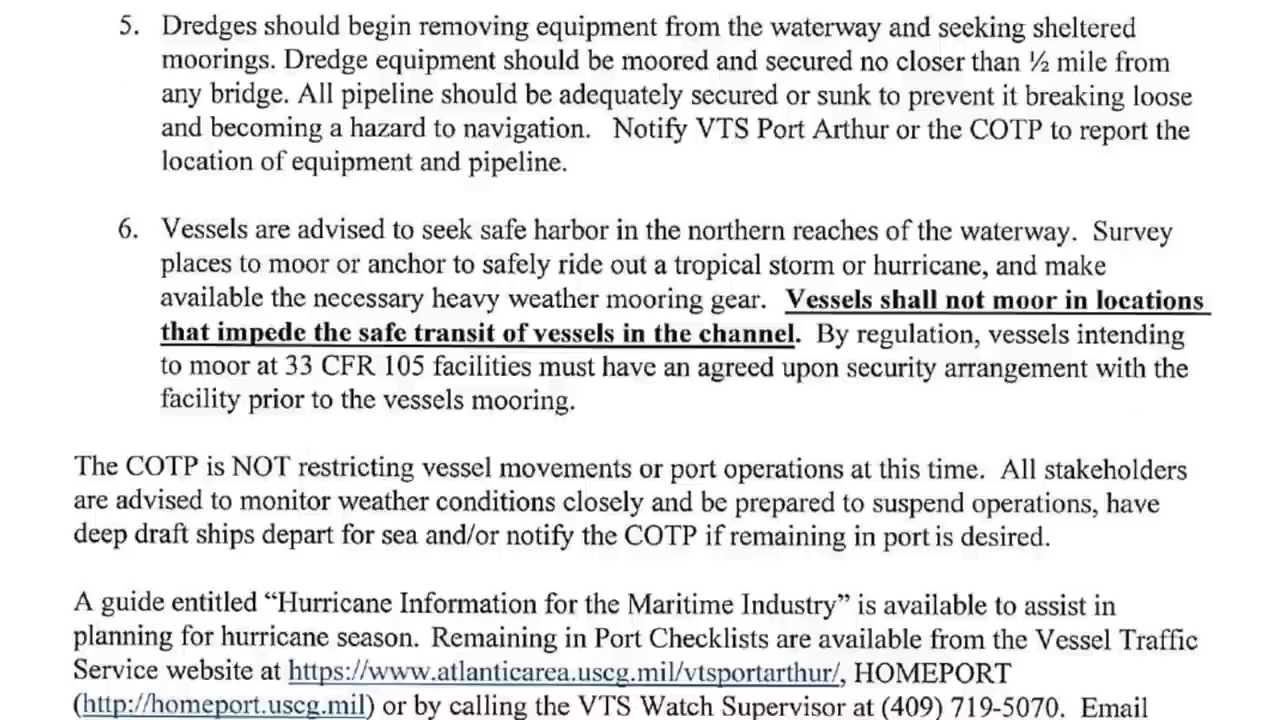 5. Dredges should begin removing equipment from the waterway and seeking sheltered
moorings. Dredge equipment should be moored and secured no closer than ½ mile from
any bridge. All pipeline should be adequately secured or sunk to prevent it breaking loose
and becoming a hazard to navigation. Notify VTS Port Arthur or the COTP to report the
location of equipment and pipeline.
6. Vessels are advised to seek safe harbor in the northern reaches of the waterway. Survey
places to moor or anchor to safely ride out a tropical storm or hurricane, and make
available the necessary heavy weather mooring gear. Vessels shall not moor in locations
that impede the safe transit of vessels in the channel. By regulation, vessels intending
to moor at 33 CFR 105 facilities must have an agreed upon security arrangement with the
facility prior to the vessels mooring.
The COTP is NOT restricting vessel movements or port operations at this time. All stakeholders
are advised to monitor weather conditions closely and be prepared to suspend operations, have
deep draft ships depart for sea and/or notify the COTP if remaining in port is desired.
A guide entitled “Hurricane Information for the Maritime Industry” is available to assist in
planning for hurricane season. Remaining in Port Checklists are available from the Vessel Traffic
Service website at https://www.atlanticarea.uscg.mil/vtsportarthur/, HOMEPORT
(http://homeport.uscg.mil) or by calling the VTS Watch Supervisor at (409) 719-5070. Email